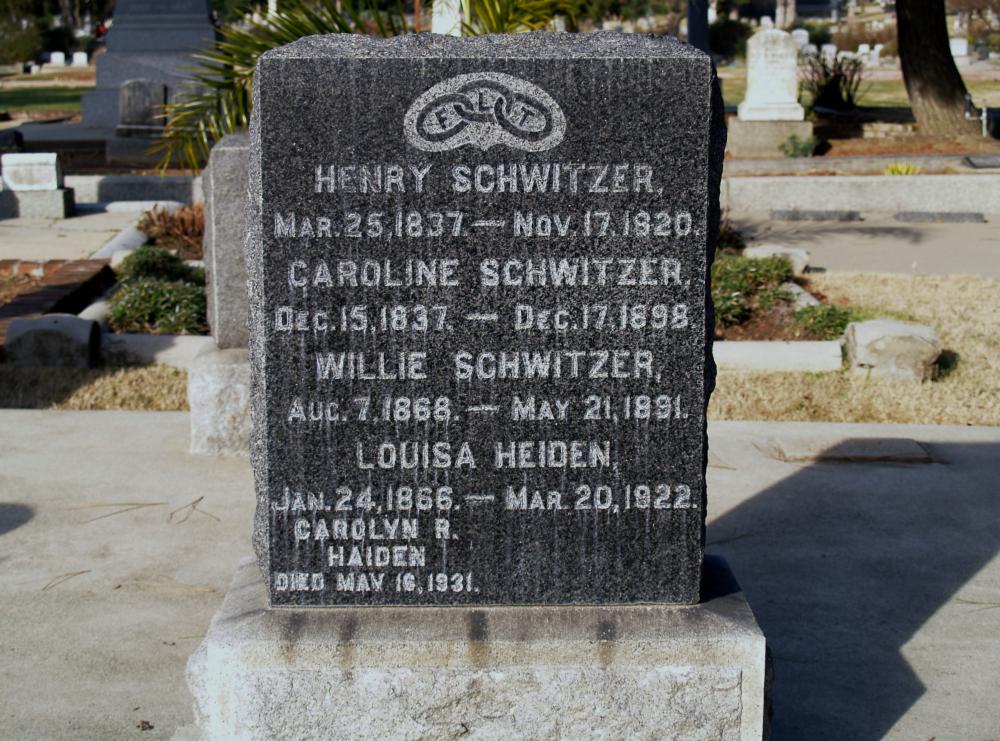 F L T
HENRY SCHWITZER,
MAR. 25, 1837. — NOV. 17, 1920.
CAROLINE SCHWITZER.
DEC. 15, 1837. — DEC. 17, 1898.
WILLIE SCHWITZER,
AUG. 7, 1868. — MAY 21, 1891.
LOUISA HEIDEN,
JAN. 24, 1866. — MAR. 20, 1922.
CAROLYN R.
HAIDEN
DIED MAY 16, 1931.